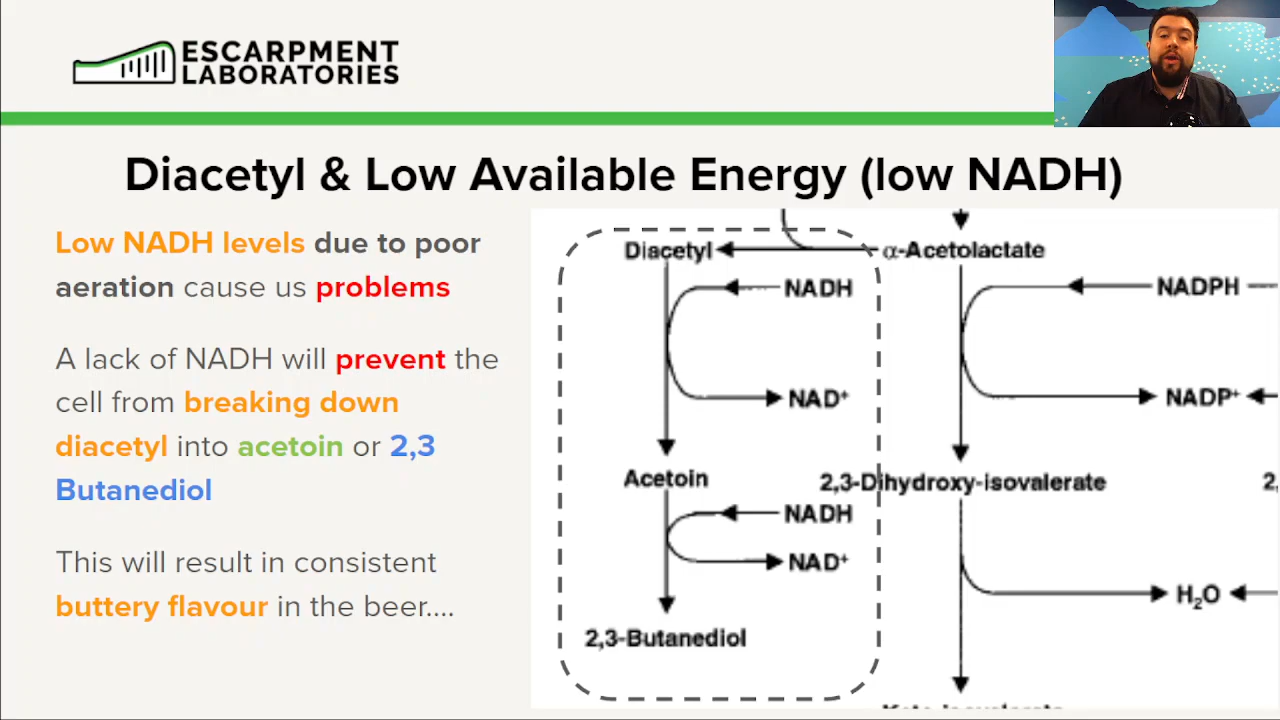 ESCARPMENT
LABORATORIES
Diacetyl & Low Available Energy (low NADH)
Low NADH levels due to poor
aeration cause us problems
A lack of NADH will prevent the
cell from breaking down
diacetyl into acetoin or 2,3
Butanediol
This will result in consistent
buttery flavour in the beer....
Diacetyl
α-Acetolactate
NADH
NADPH
NAD⁺
NADP⁺
Acetoin
2,3-Dihydroxy-isovalerate
2,
NADH
NAD⁺
H₂O
2,3-Butanediol